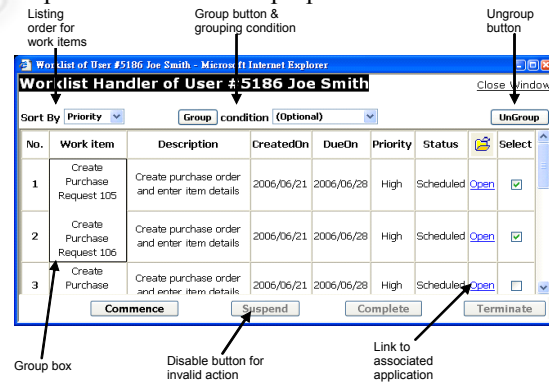 Listing order for work items
Group button & grouping condition
Ungroup button
Worklist of User #5186 Joe Smith - Microsoft Internet Explorer
Worklist Handler of User #5186 Joe Smith
Close Window
Sort By Priority Group condition (Optional) UnGroup
No. Work item Description CreatedOn DueOn Priority Status Select
1 Create Purchase Request 105 Create purchase order and enter item details 2006/06/21 2006/06/28 High Scheduled Open
2 Create Purchase Request 106 Create purchase order and enter item details 2006/06/21 2006/06/28 High Scheduled Open
3 Create Purchase Create purchase order and enter item details 2006/06/21 2006/06/28 High Scheduled Open
Commence Suspend Complete Terminate
Group box
Disable button for invalid action
Link to associated application